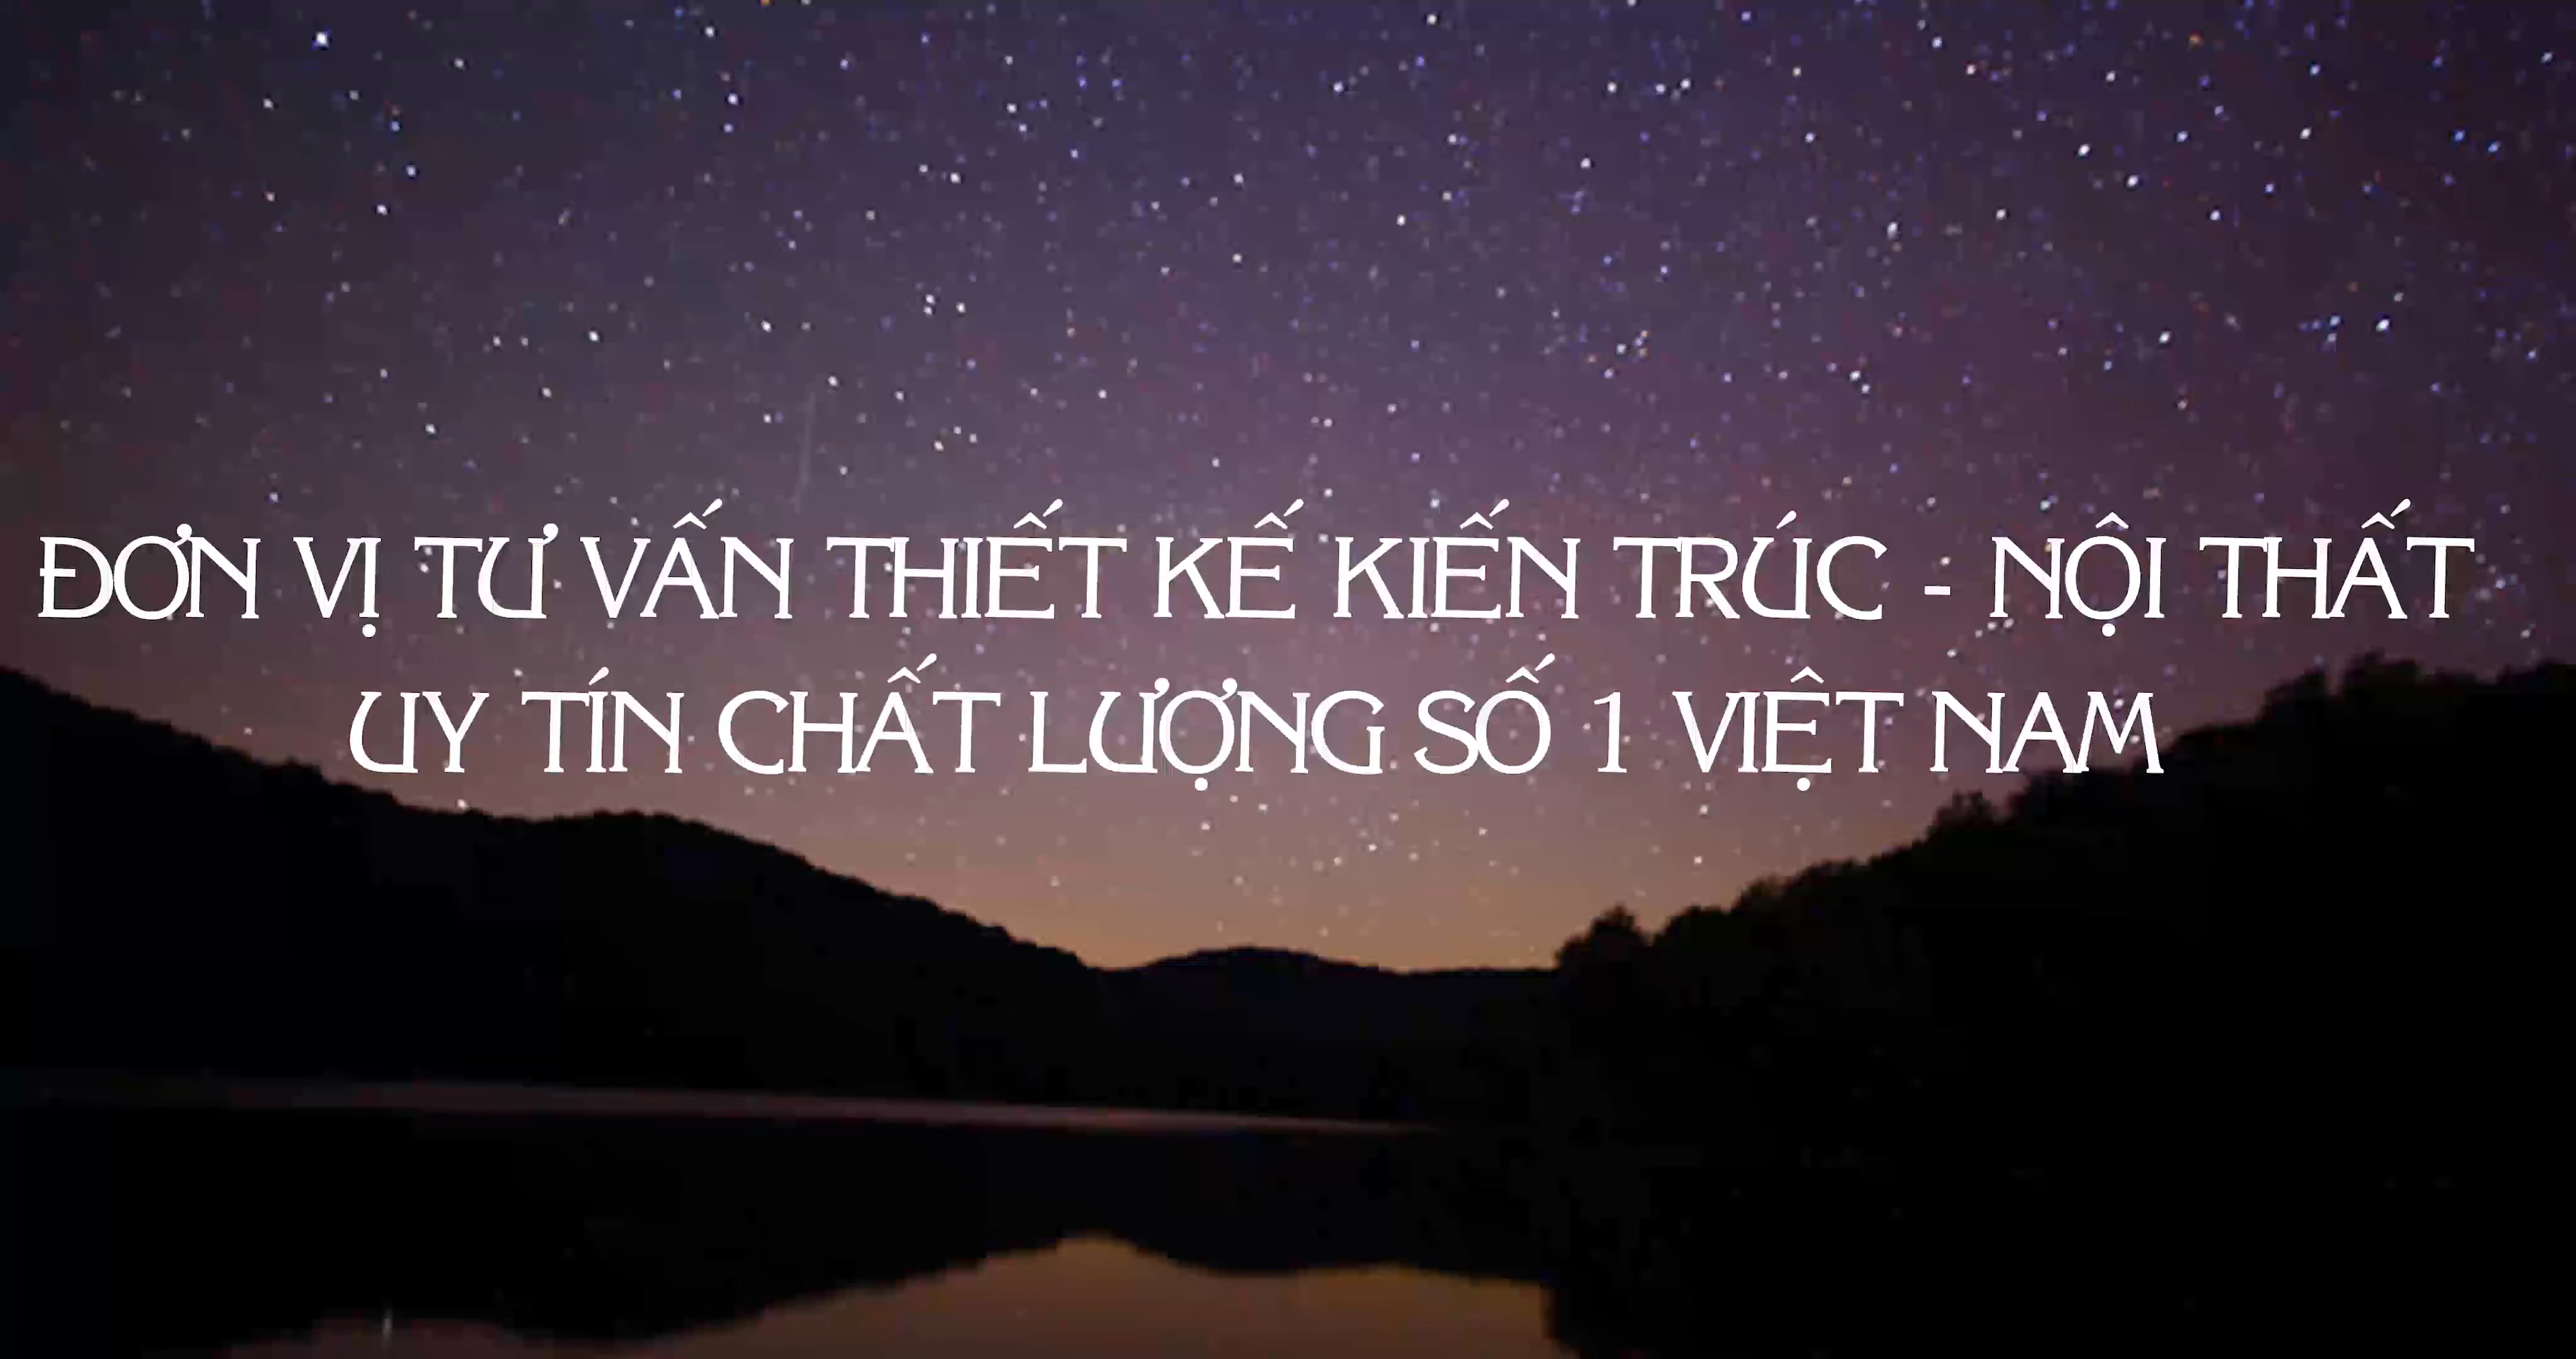 ĐƠN VỊ TƯ VẤN THIẾT KẾ KIẾN TRÚC - NỘI THẤT
UY TÍN CHẤT LƯỢNG SỐ 1 VIỆT NAM